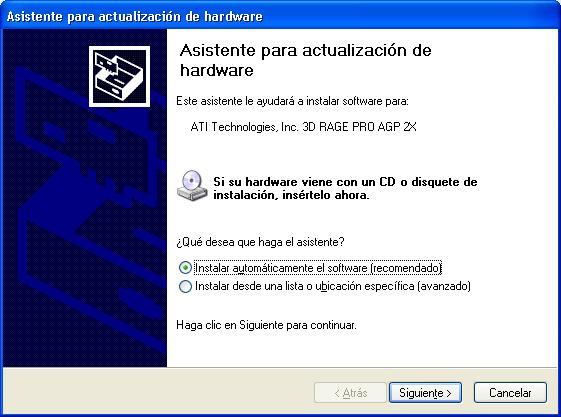 Asistente para actualización de hardware
Asistente para actualización de
hardware
Este asistente le ayudará a instalar software para:
ATI Technologies, Inc. 3D RAGE PRO AGP 2X
Si su hardware viene con un CD o disquete de
instalación, insértelo ahora.
¿Qué desea que haga el asistente?
Instalar automáticamente el software (recomendado)
Instalar desde una lista o ubicación específica (avanzado)
Haga clic en Siguiente para continuar.
< Atrás
Siguiente >
Cancelar